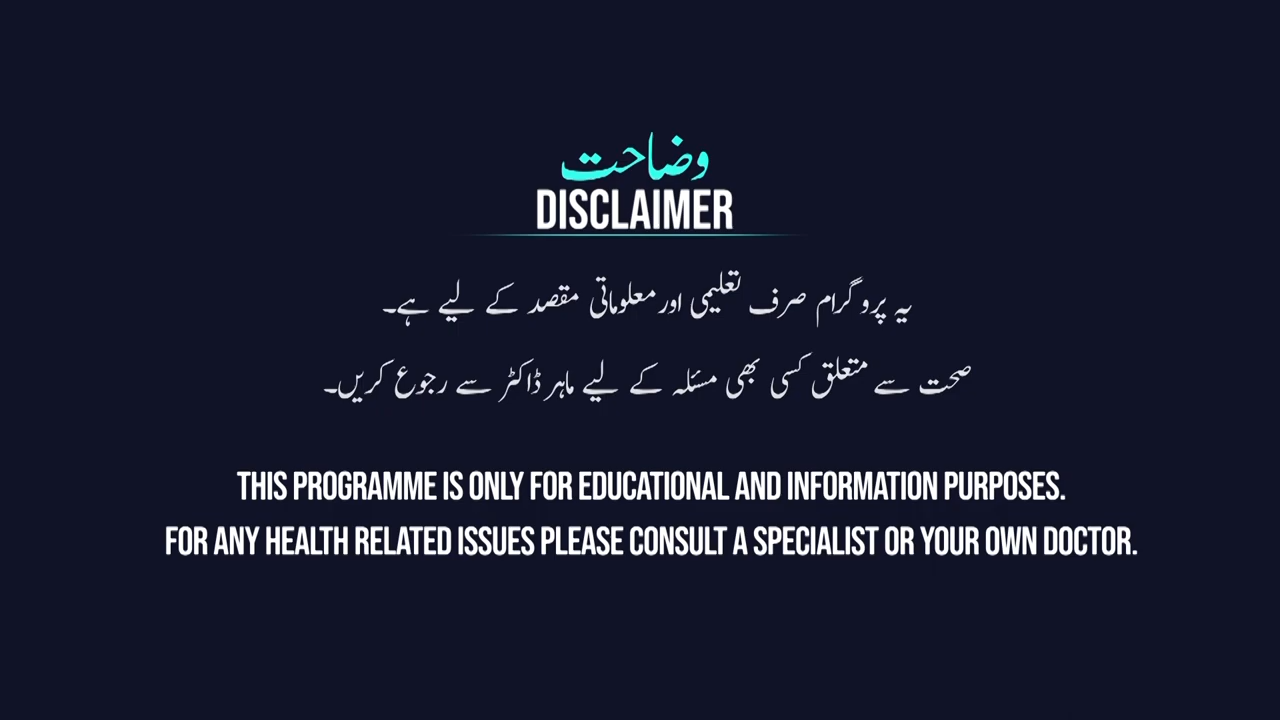 وضاحت
DISCLAIMER
یہ پروگرام صرف تعلیمی اور معلوماتی مقصد کے لیے ہے۔
صحت سے متعلق کسی بھی مسئلہ کے لیے ماہر ڈاکٹر سے رجوع کریں۔
THIS PROGRAMME IS ONLY FOR EDUCATIONAL AND INFORMATION PURPOSES.
FOR ANY HEALTH RELATED ISSUES PLEASE CONSULT A SPECIALIST OR YOUR OWN DOCTOR.